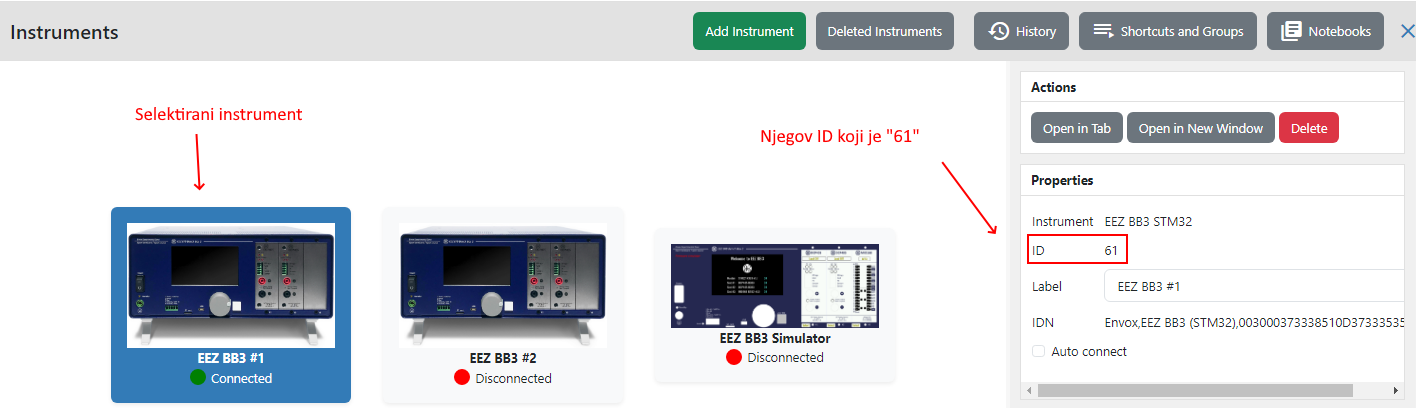 Instruments
Add Instrument
Deleted Instruments
History
Shortcuts and Groups
Notebooks
Selektirani instrument
Njegov ID koji je "61"
EEZ BB3 #1
Connected
EEZ BB3 #2
Disconnected
EEZ BB3 Simulator
Disconnected
Actions
Open in Tab
Open in New Window
Delete
Properties
Instrument EEZ BB3 STM32
ID 61
Label EEZ BB3 #1
IDN Envox,EEZ BB3 (STM32),003000373338510D37333535
Auto connect